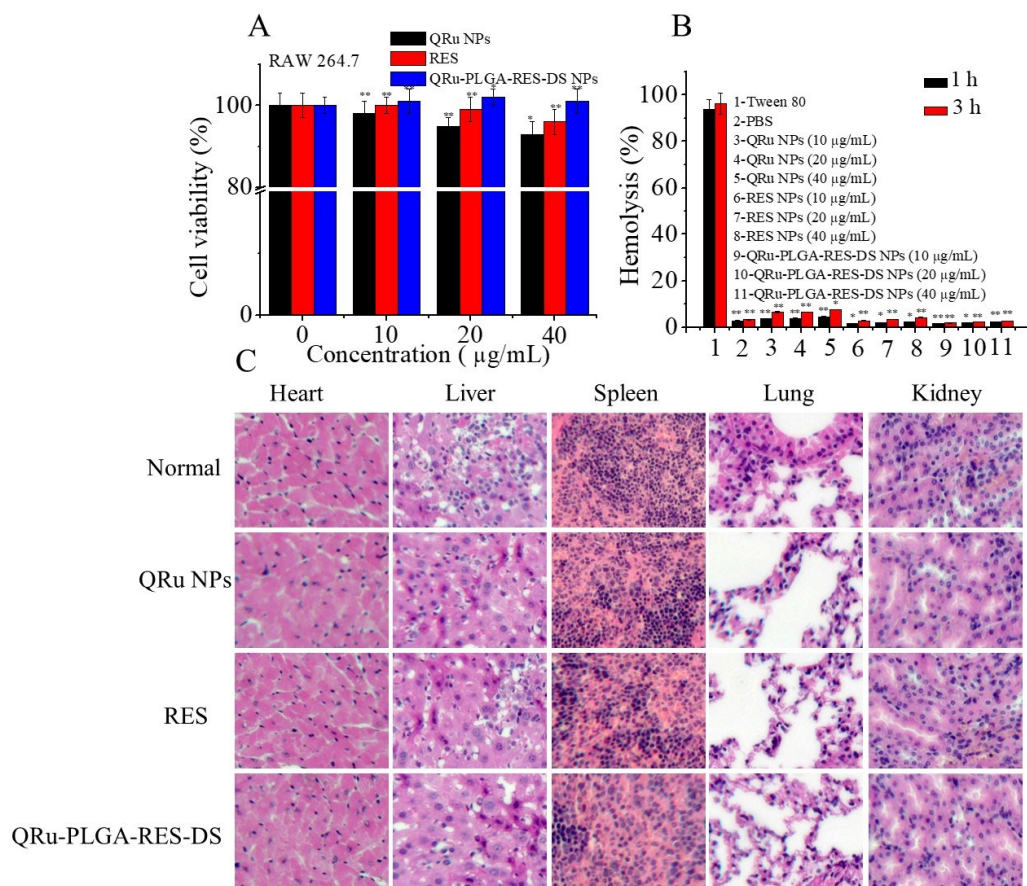 A
QRu NPs
RES
QRu-PLGA-RES-DS NPs
RAW 264.7
** ** ** ** ** * * ** **
100
80
0
Cell viability (%)
0 10 20 40
Concentration ( µg/mL)
B
1 h
3 h
100
80
60
40
20
0
Hemolysis (%)
1-Tween 80
2-PBS
3-QRu NPs (10 µg/mL)
4-QRu NPs (20 µg/mL)
5-QRu NPs (40 µg/mL)
6-RES NPs (10 µg/mL)
7-RES NPs (20 µg/mL)
8-RES NPs (40 µg/mL)
9-QRu-PLGA-RES-DS NPs (10 µg/mL)
10-QRu-PLGA-RES-DS NPs (20 µg/mL)
11-QRu-PLGA-RES-DS NPs (40 µg/mL)
** ** ** ** ** ** ** * * ** * ** * ** ** ** * ** ** **
1 2 3 4 5 6 7 8 9 10 11
C
Heart Liver Spleen Lung Kidney
Normal
QRu NPs
RES
QRu-PLGA-RES-DS